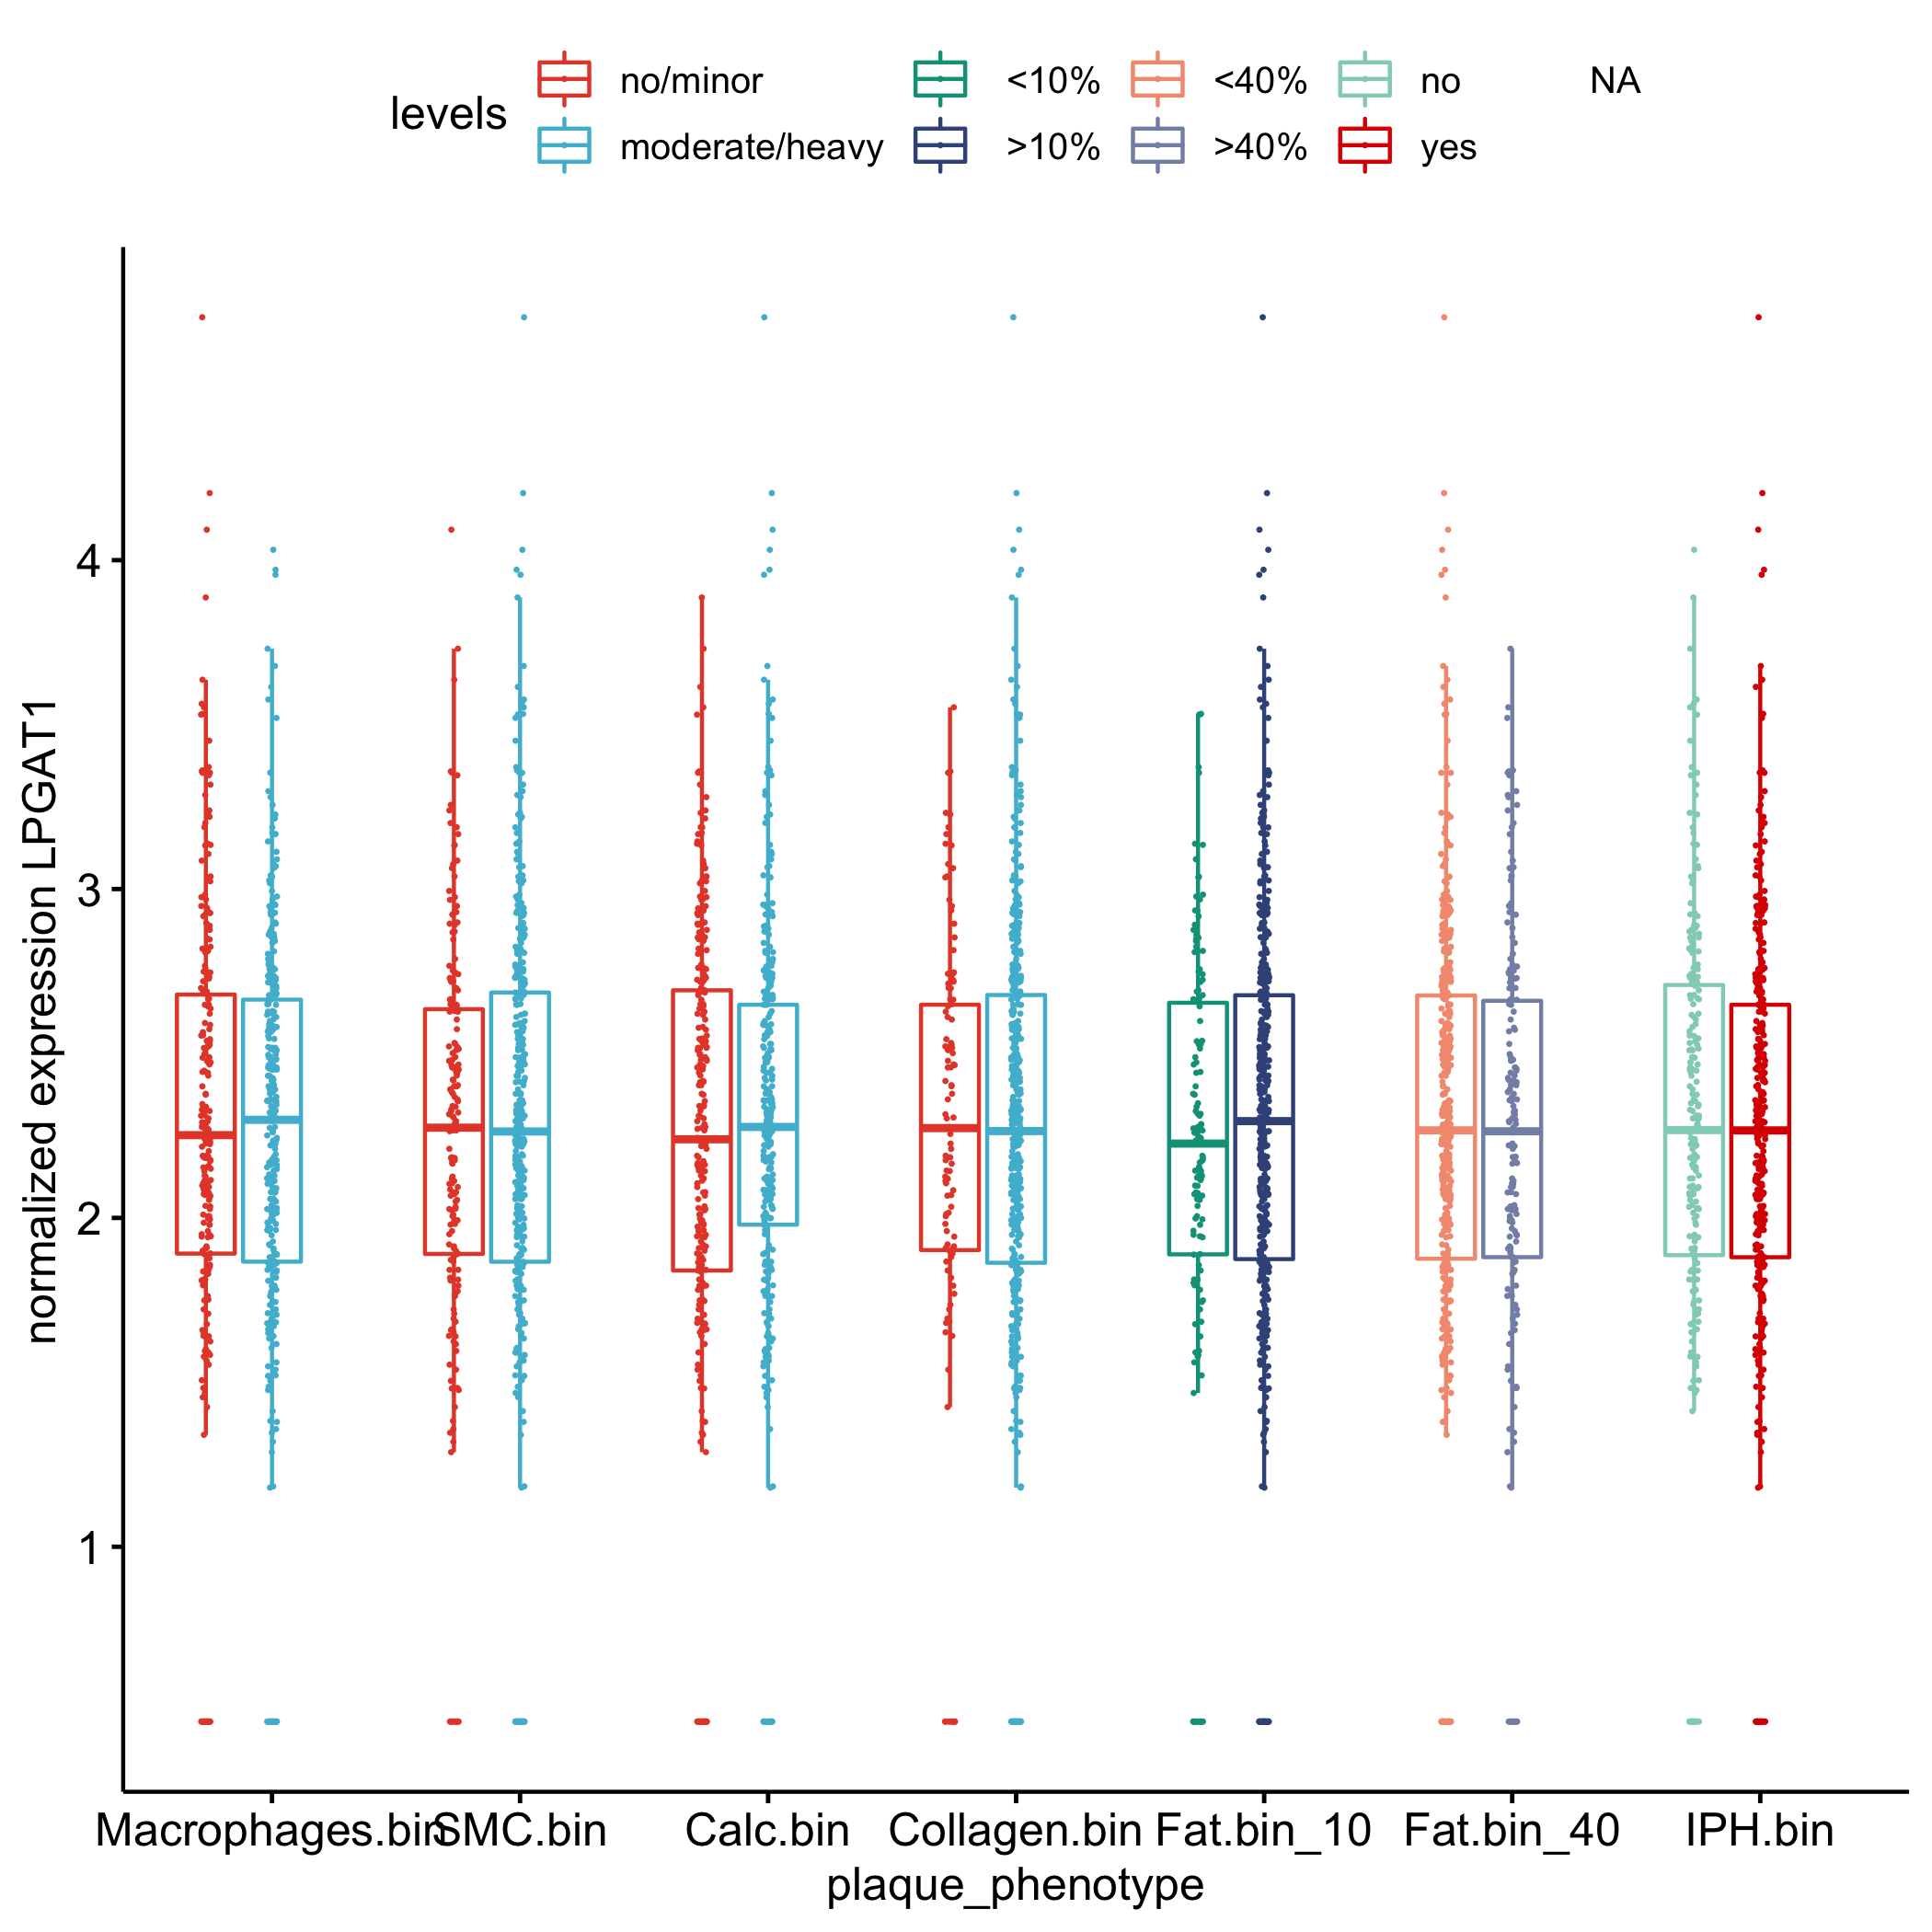 levels
no/minor <10% <40% no NA
moderate/heavy >10% >40% yes
normalized expression LPGAT1
4
3
2
1
Macrophages.bin SMC.bin Calc.bin Collagen.bin Fat.bin_10 Fat.bin_40 IPH.bin
plaque_phenotype